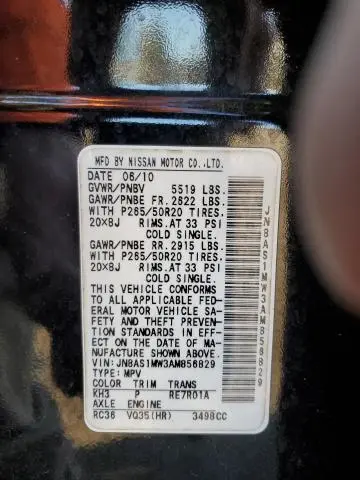 MFD BY NISSAN MOTOR CO.,LTD.
DATE 06/10
GVWR/PNBV 5519 LBS.
GAWR/PNBE FR.2822 LBS.
WITH P265/50R20 TIRES.
20X8J RIMS.AT 33 PSI
COLD SINGLE.
GAWR/PNBE RR.2915 LBS.
WITH P265/50R20 TIRES.
20X8J RIMS.AT 33 PSI
COLD SINGLE.
THIS VEHICLE CONFORMS
TO ALL APPLICABLE FED-
ERAL MOTOR VEHICLE SA-
FETY AND THEFT PREVEN-
TION STANDARDS IN EFF-
ECT ON THE DATE OF MA-
NUFACTURE SHOWN ABOVE.
VIN:JN8AS1MW3AM856829
TYPE:MPV
COLOR TRIM TRANS
KH3 P RE7R01A
AXLE ENGINE
RC36 VQ35(HR) 3498CC
JN8AS1MW3AM856829